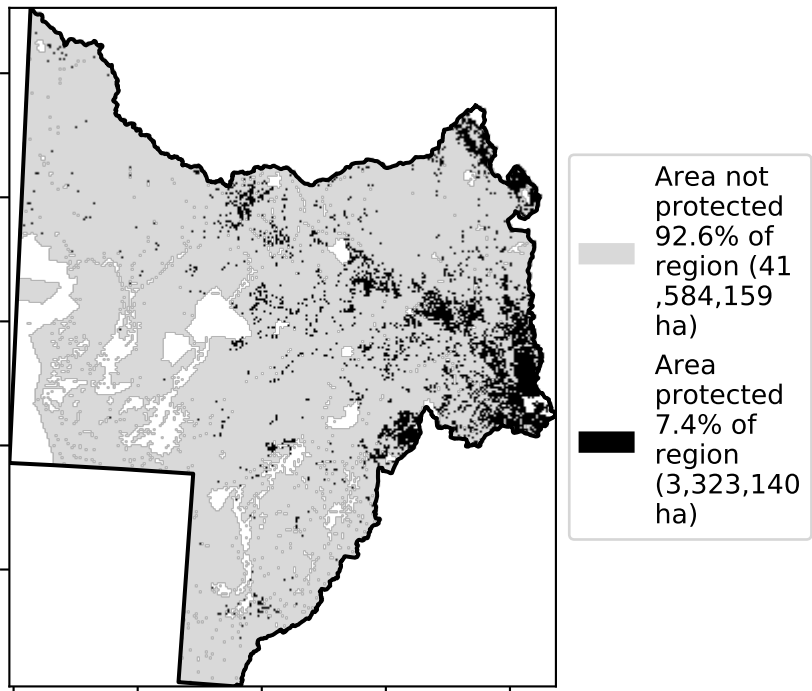 Area not
protected
92.6% of
region (41
,584,159
ha)
Area
protected
7.4% of
region
(3,323,140
ha)